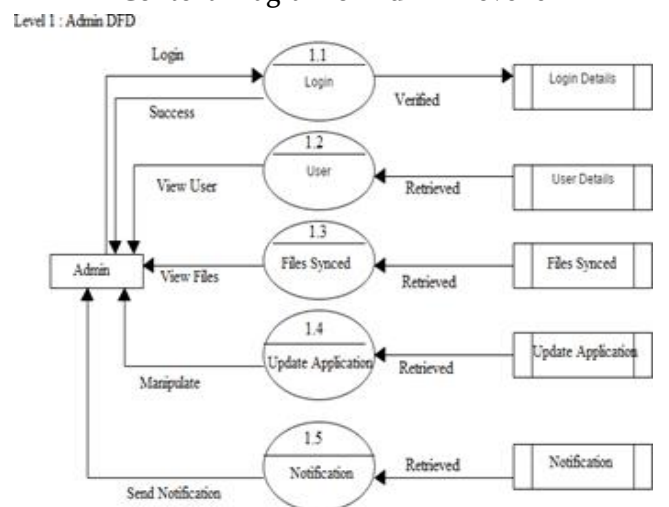 Level 1 : Admin DFD
Login
1.1
Login
Login Details
Verified
Success
1.2
User
User Details
View User
Retrieved
1.3
Admin
Files Synced
Files Synced
View Files
Retrieved
1.4
Update Application
Update Application
Retrieved
Manipulate
1.5
Notification
Notification
Retrieved
Send Notification